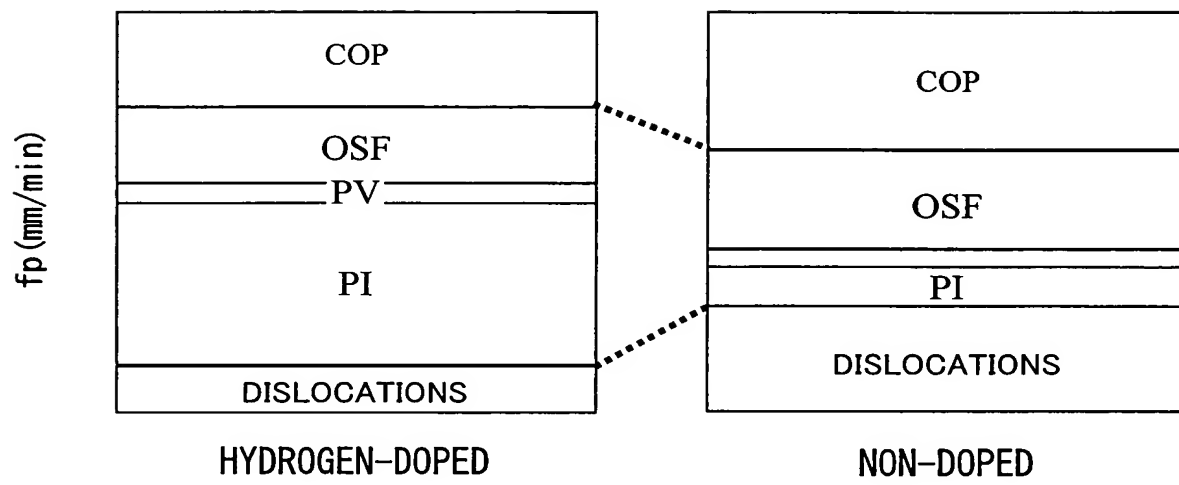 fp(mm/min)
COP
OSF
PV
PI
DISLOCATIONS
HYDROGEN-DOPED
COP
OSF
PI
DISLOCATIONS
NON-DOPED